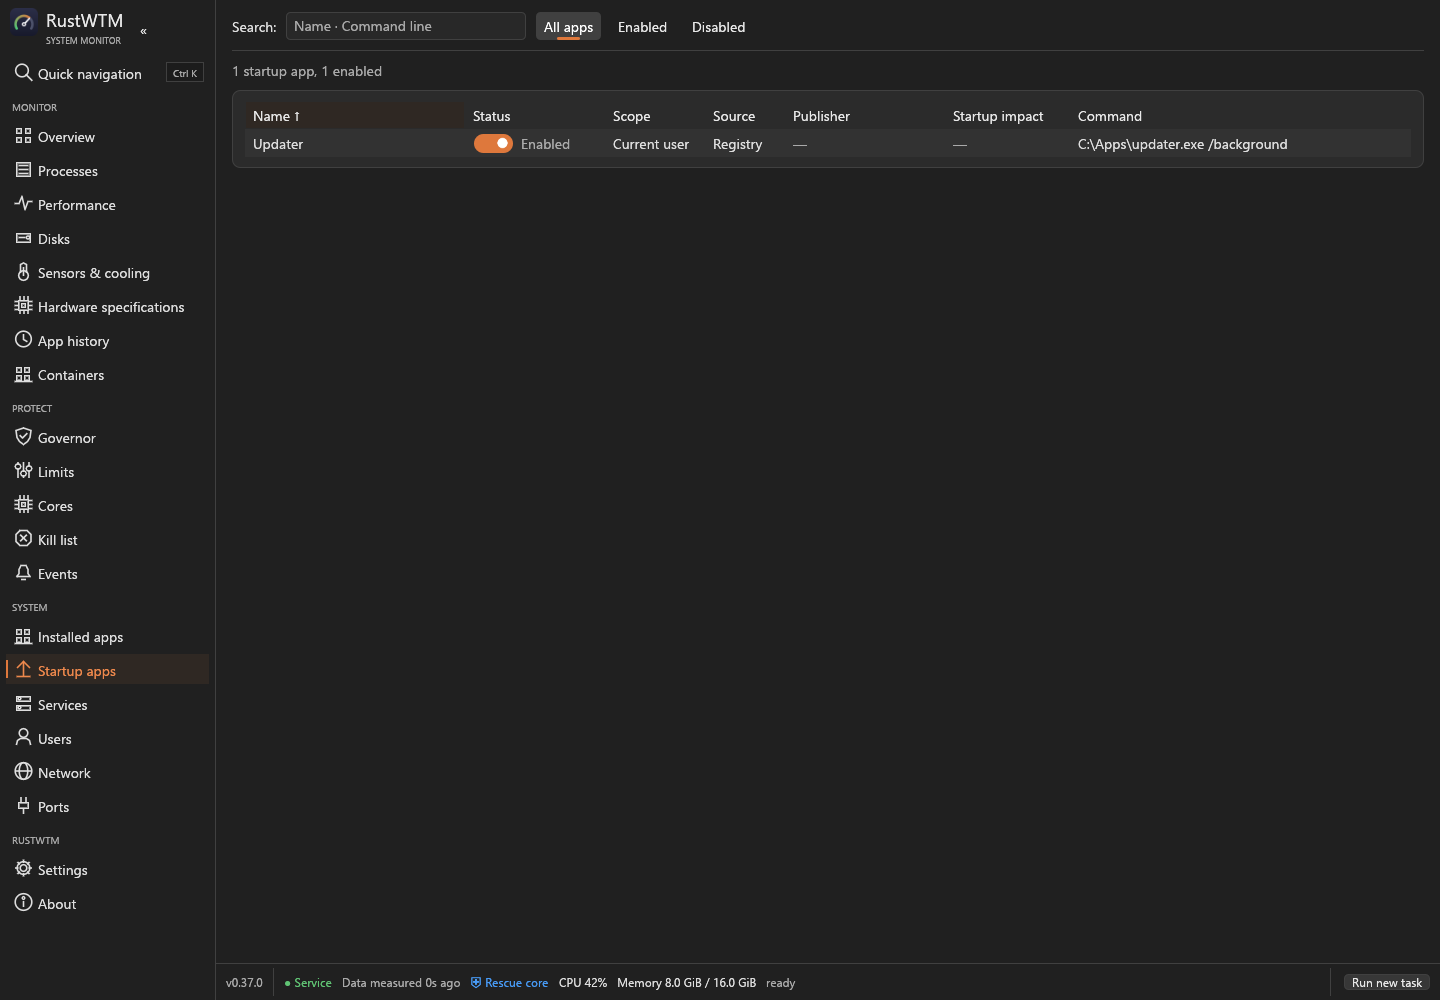 RustWTM
SYSTEM MONITOR
«
Quick navigation Ctrl K
MONITOR
Overview
Processes
Performance
Disks
Sensors & cooling
Hardware specifications
App history
Containers
PROTECT
Governor
Limits
Cores
Kill list
Events
SYSTEM
Installed apps
Startup apps
Services
Users
Network
Ports
RUSTWTM
Settings
About
Search: Name · Command line All apps Enabled Disabled
1 startup app, 1 enabled
Name ↑ Status Scope Source Publisher Startup impact Command
Updater Enabled Current user Registry — — C:\Apps\updater.exe /background
v0.37.0 ● Service Data measured 0s ago Rescue core CPU 42% Memory 8.0 GiB / 16.0 GiB ready Run new task